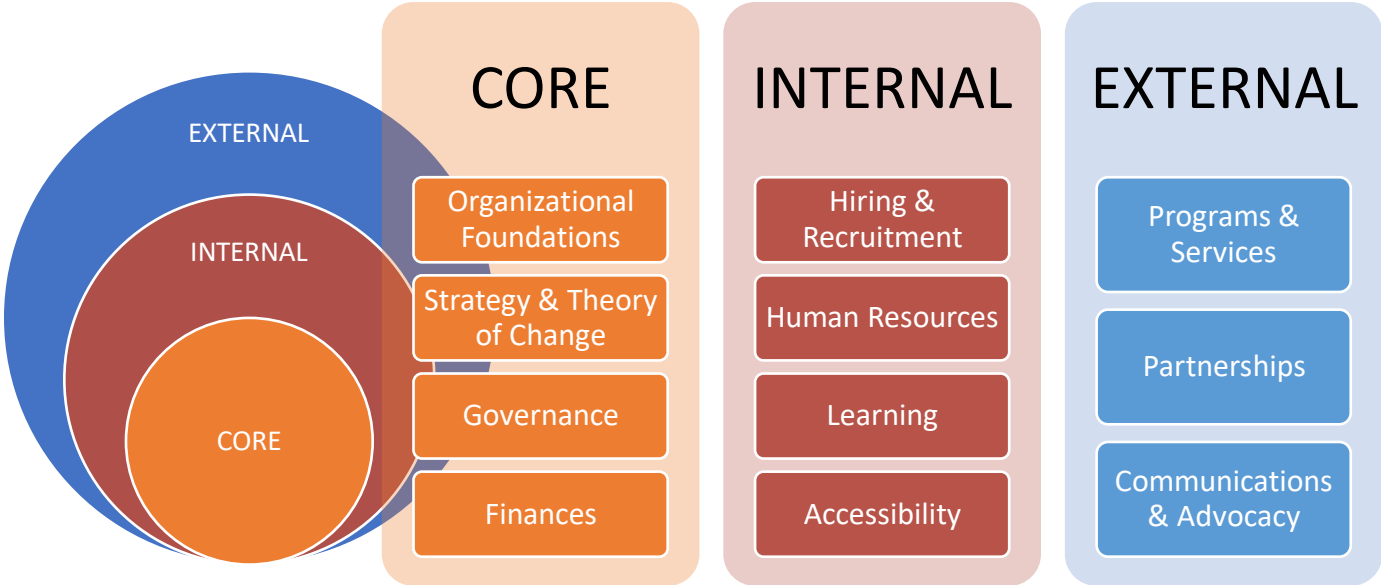 EXTERNAL
INTERNAL
CORE
CORE
Organizational
Foundations
Strategy & Theory
of Change
Governance
Finances
INTERNAL
Hiring &
Recruitment
Human Resources
Learning
Accessibility
EXTERNAL
Programs &
Services
Partnerships
Communications
& Advocacy